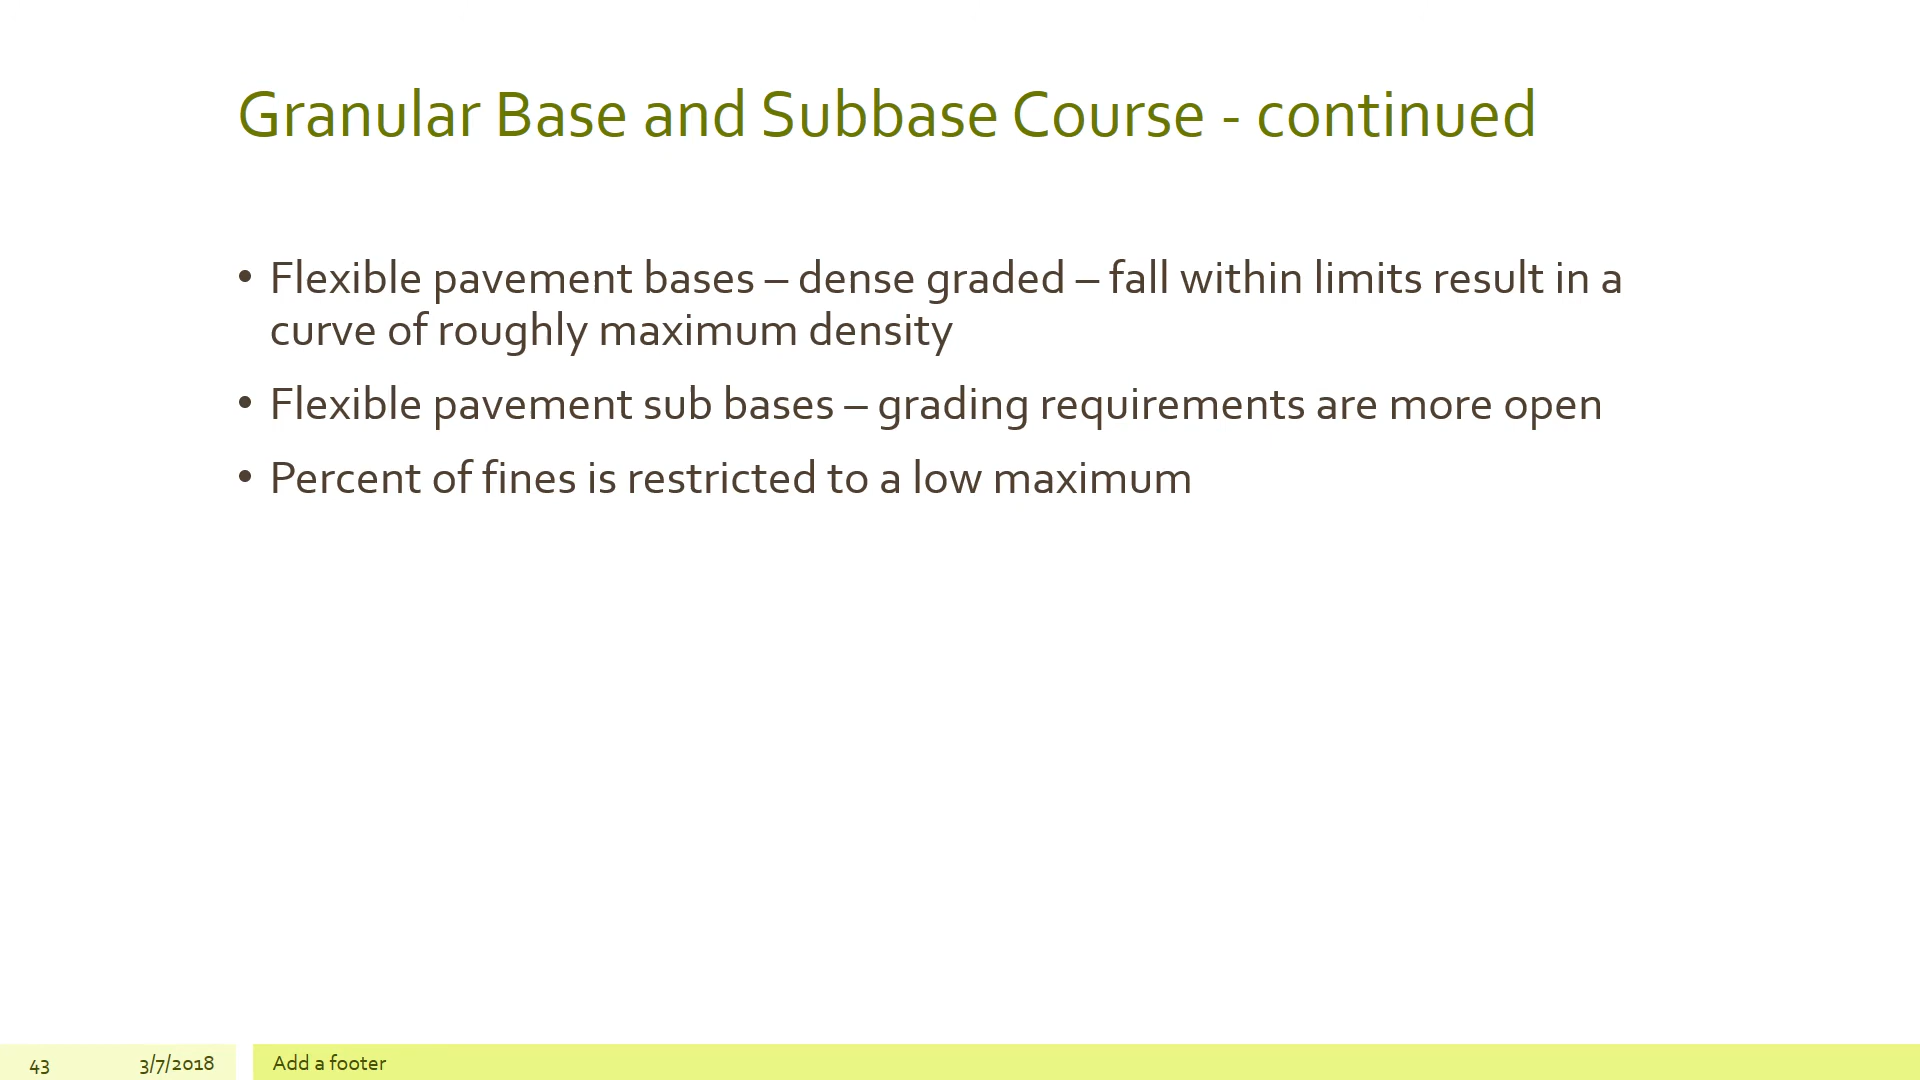 Granular Base and Subbase Course - continued
• Flexible pavement bases – dense graded – fall within limits result in a
curve of roughly maximum density
• Flexible pavement sub bases – grading requirements are more open
• Percent of fines is restricted to a low maximum
43 3/7/2018 Add a footer